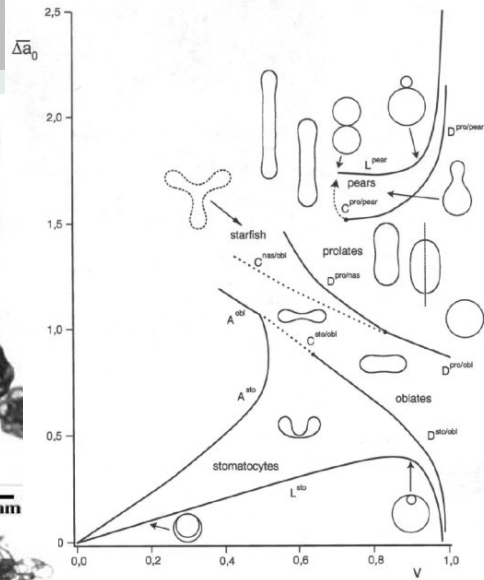 2,5
Δa₀
2,0
D^pro/pear
L^pear
pears
C^pro/pear
1,5
starfish
prolates
C^nas/obl
D^pro/nas
A^obl
1,0
C^sto/obl
D^pro/obl
A^sto
oblates
0,5
D^sto/obl
stomatocytes
L^sto
0
0,0
0,2
0,4
0,6
0,8
1,0
V